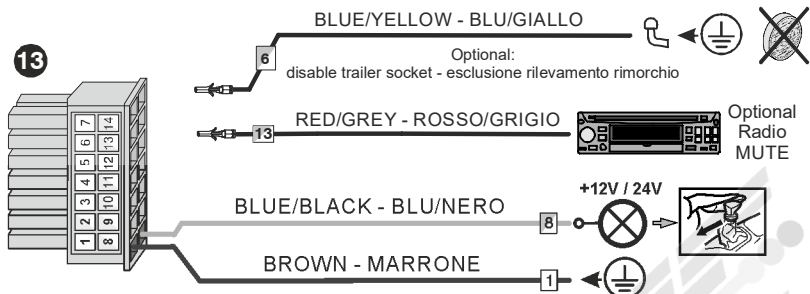 13
BLUE/YELLOW - BLU/GIALLO
6
Optional:
disable trailer socket - esclusione rilevamento rimorchio
RED/GREY - ROSSO/GRIGIO
13
Optional
Radio
MUTE
7 14
6 13
5 12
4 11
3 10
2 9
1 8
+12V / 24V
BLUE/BLACK - BLU/NERO
8
BROWN - MARRONE
1